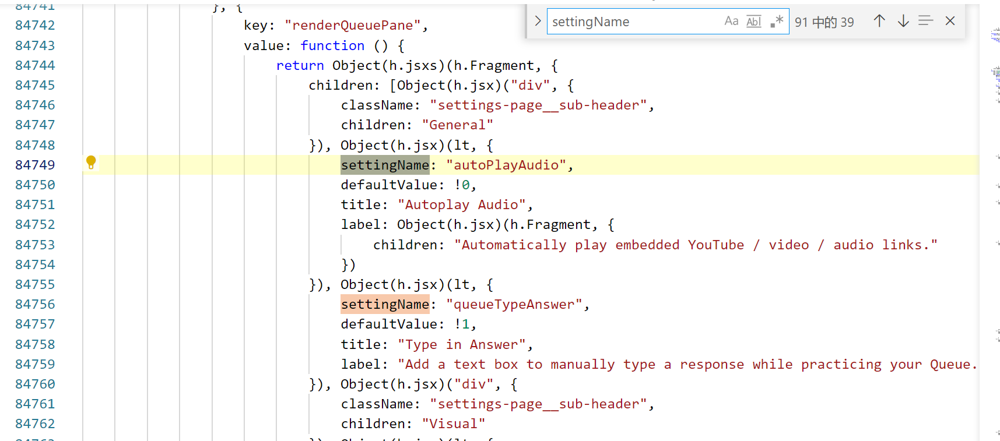 84741 }, {
84742 key: "renderQueuePane",
84743 value: function () {
84744 return Object(h.jsxs)(h.Fragment, {
84745 children: [Object(h.jsx)("div", {
84746 className: "settings-page__sub-header",
84747 children: "General"
84748 }), Object(h.jsx)(lt, {
84749 settingName: "autoPlayAudio",
84750 defaultValue: !0,
84751 title: "Autoplay Audio",
84752 label: Object(h.jsx)(h.Fragment, {
84753 children: "Automatically play embedded YouTube / video / audio links."
84754 })
84755 }), Object(h.jsx)(lt, {
84756 settingName: "queueTypeAnswer",
84757 defaultValue: !1,
84758 title: "Type in Answer",
84759 label: "Add a text box to manually type a response while practicing your Queue.
84760 }), Object(h.jsx)("div", {
84761 className: "settings-page__sub-header",
84762 children: "Visual"
84763 }), Object(h.jsx)(lt, {
settingName Aa Abl .* 91 中的 39